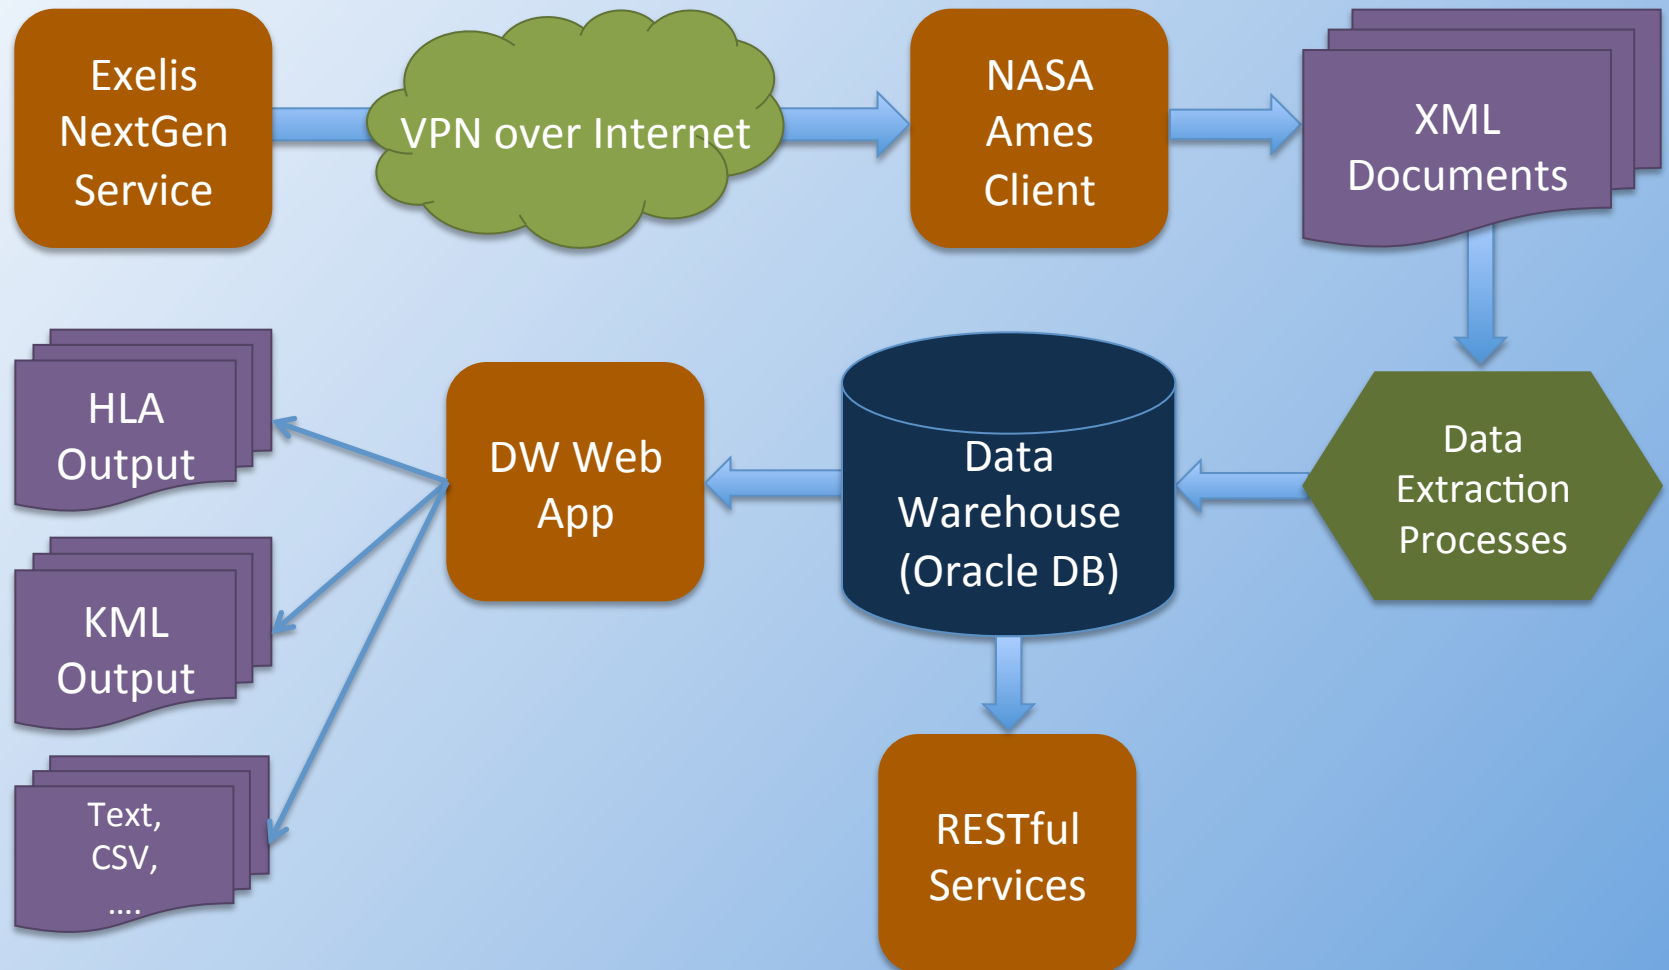 Exelis
NextGen
Service
VPN over Internet
NASA
Ames
Client
XML
Documents
HLA
Output
DW Web
App
Data
Warehouse
(Oracle DB)
Data
Extraction
Processes
KML
Output
Text,
CSV,
....
RESTful
Services